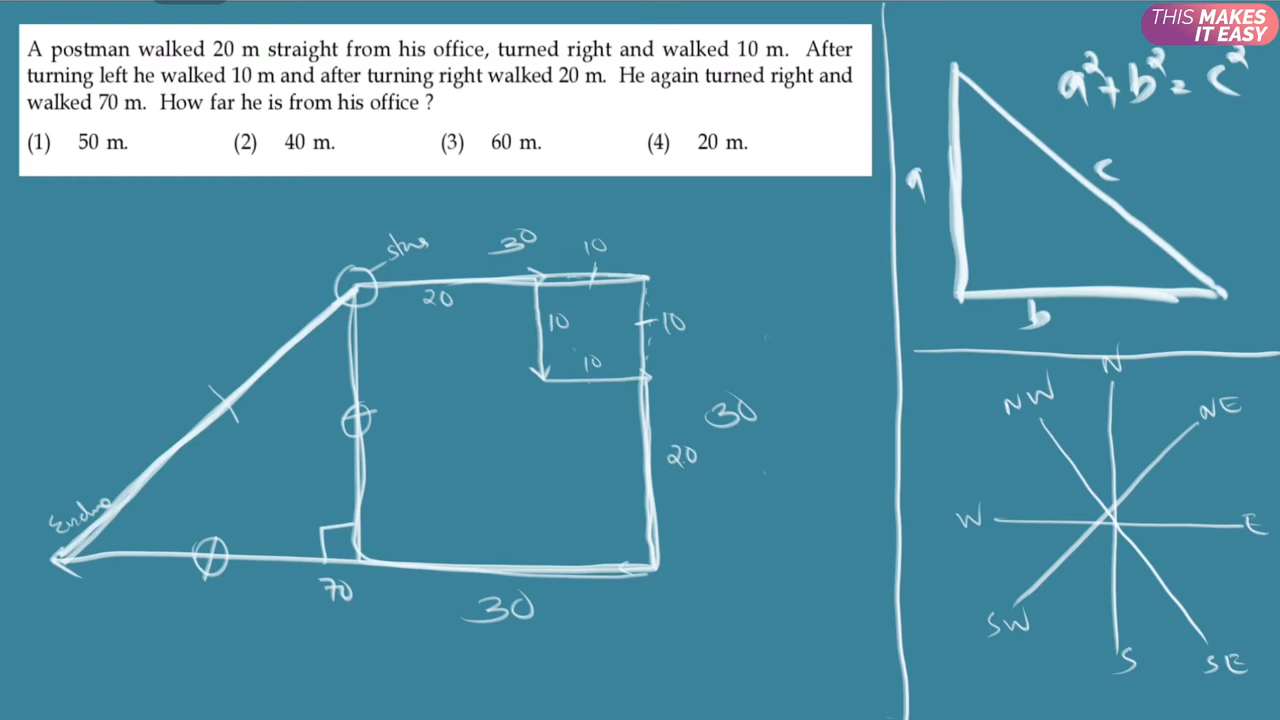 THIS MAKES
IT EASY
A postman walked 20 m straight from his office, turned right and walked 10 m. After
turning left he walked 10 m and after turning right walked 20 m. He again turned right and
walked 70 m. How far he is from his office ?
(1) 50 m. (2) 40 m. (3) 60 m. (4) 20 m.
a²+b²=c²
a
c
b
30
10
20
10
10
10
30
20
70
30
N
NW
NE
W
E
SW
S
SE